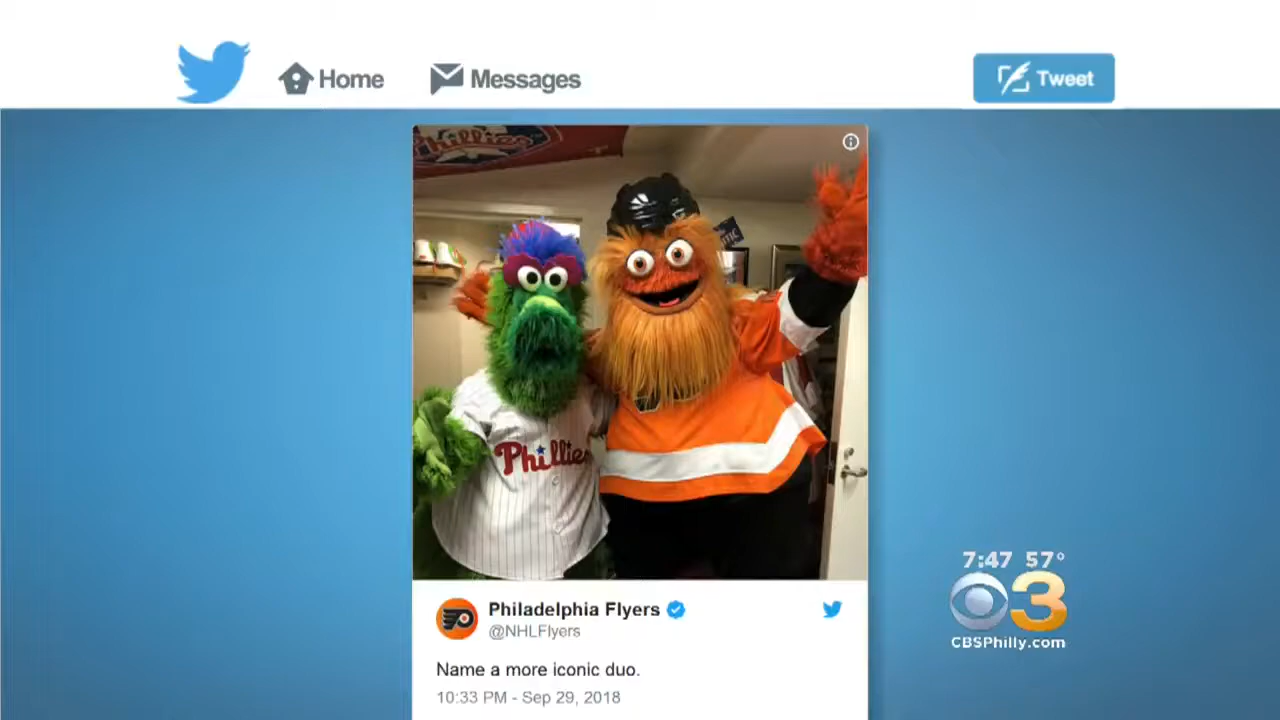 Home
Messages
Tweet
Phillies
Phillies
Philadelphia Flyers
@NHLFlyers
Name a more iconic duo.
10:33 PM - Sep 29, 2018
7:47 57°
3
CBSPhilly.com